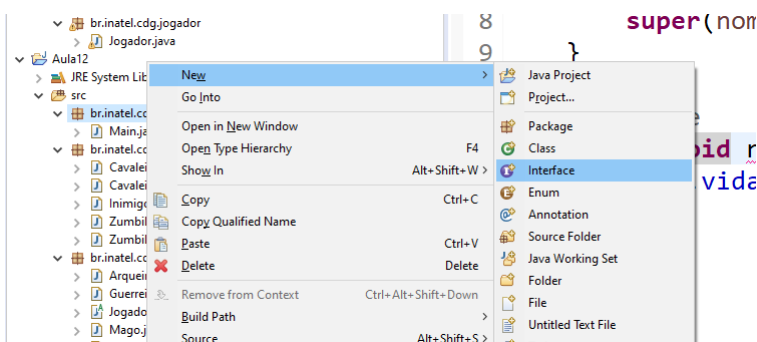 br.inatel.cdg.jogador
Jogador.java
Aula12
JRE System Lib
src
br.inatel.cc
Main.ja
br.inatel.cc
Cavalei
Cavalei
Inimigo
Zumbil
Zumbil
br.inatel.cc
Arquei
Guerrei
Jogado
Mago.j
New
Go Into
Open in New Window
Open Type Hierarchy F4
Show In Alt+Shift+W >
Copy Ctrl+C
Copy Qualified Name
Paste Ctrl+V
Delete Delete
Remove from Context Ctrl+Alt+Shift+Down
Build Path
Source Alt+Shift+S >
Java Project
Project...
Package
Class
Interface
Enum
Annotation
Source Folder
Java Working Set
Folder
File
Untitled Text File
8 super(nom
9 }
e
oid r
.vida